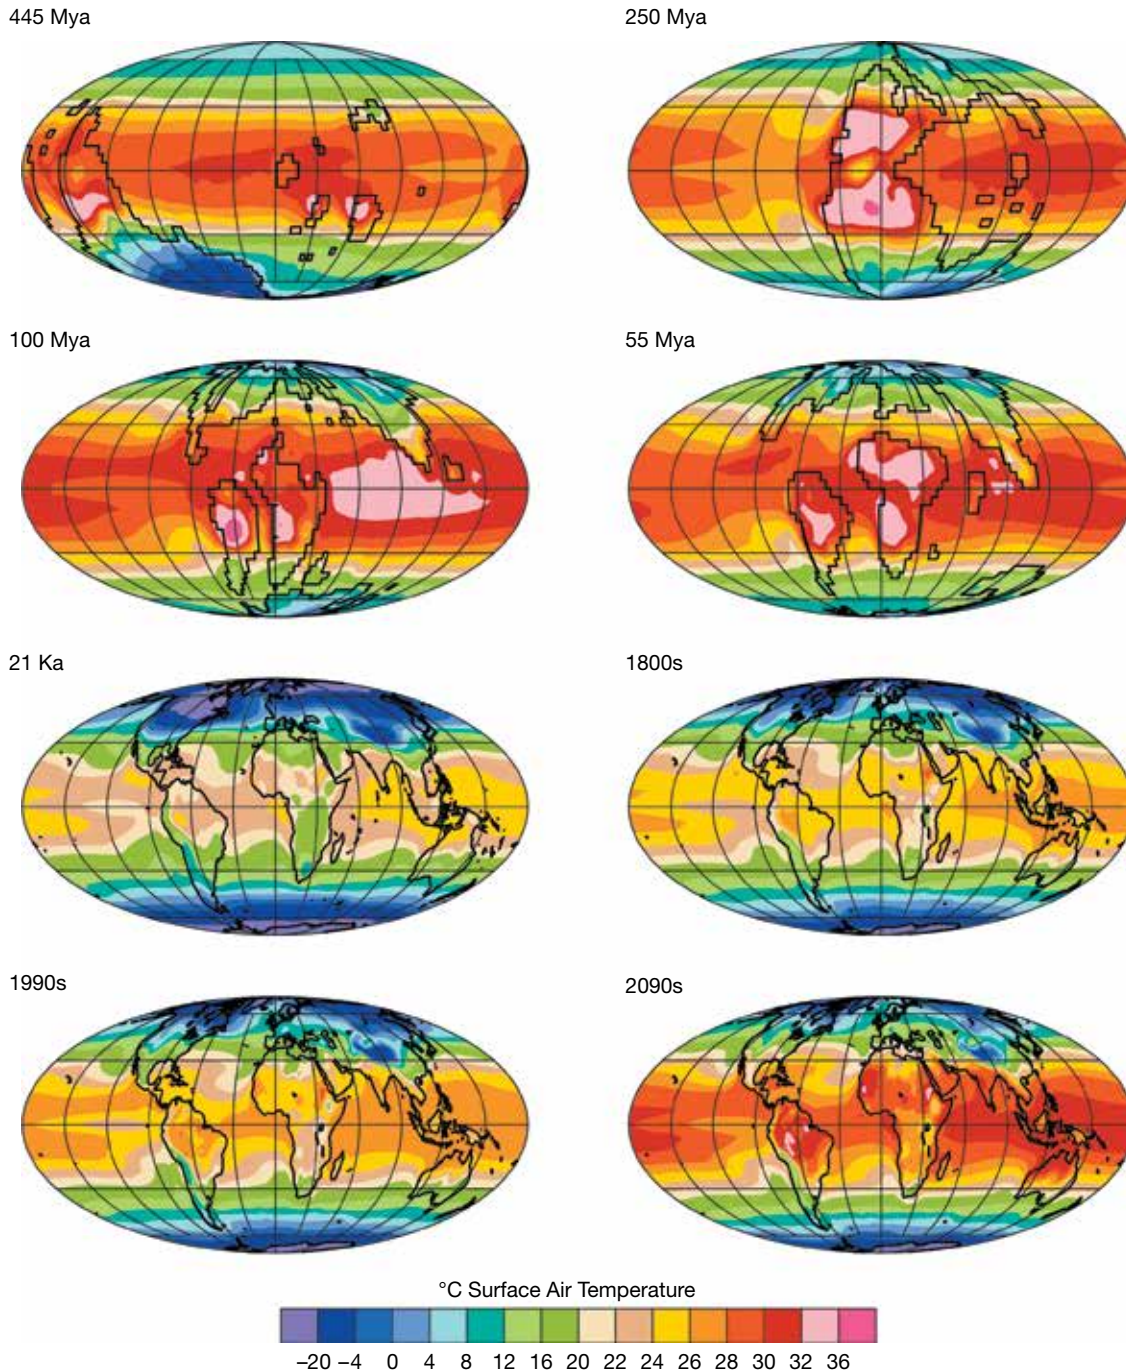 445 Mya
250 Mya
100 Mya
55 Mya
21 Ka
1800s
1990s
2090s
°C Surface Air Temperature
–20 –4 0 4 8 12 16 20 22 24 26 28 30 32 36